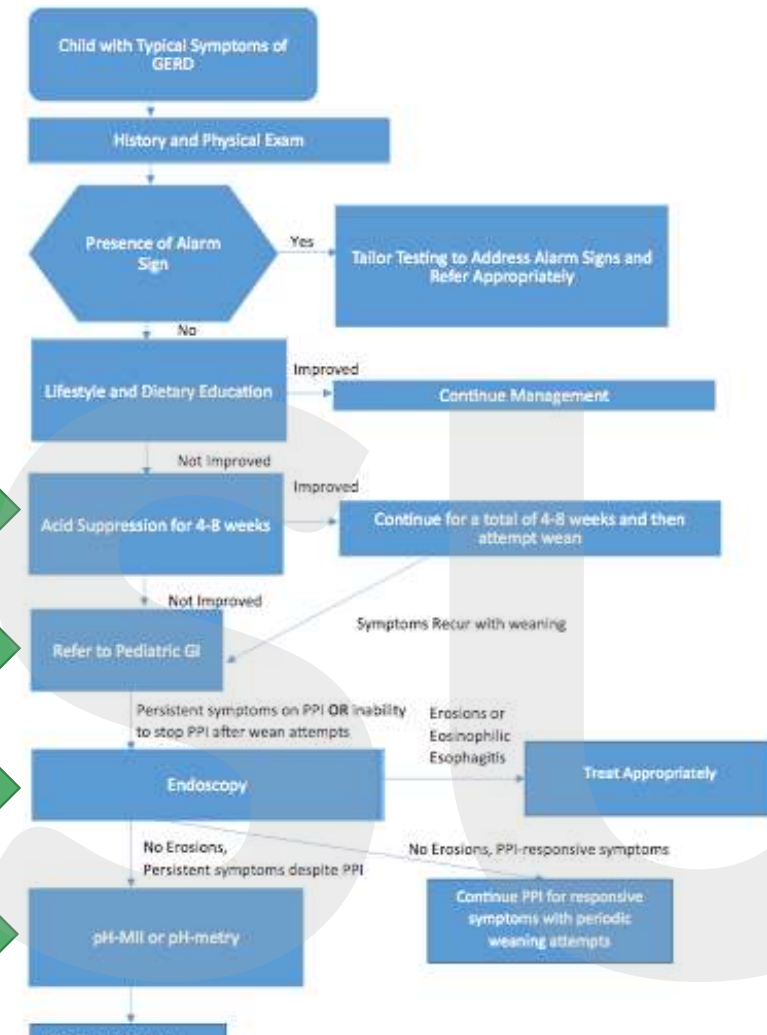 Child with Typical Symptoms of
GERD
History and Physical Exam
Presence of Alarm
Sign
Yes
Tailor Testing to Address Alarm Signs and
Refer Appropriately
No
Lifestyle and Dietary Education
Improved
Continue Management
Not Improved
Improved
Acid Suppression for 4-8 weeks
Continue for a total of 4-8 weeks and then
attempt wean
Not Improved
Symptoms Recur with weaning
Refer to Pediatric GI
Persistent symptoms on PPI OR inability
to stop PPI after wean attempts
Erosions or
Eosinophilic
Esophagitis
Endoscopy
Treat Appropriately
No Erosions,
Persistent symptoms despite PPI
No Erosions, PPI-responsive symptoms
Continue PPI for responsive
symptoms with periodic
weaning attempts
pH-MII or pH-metry